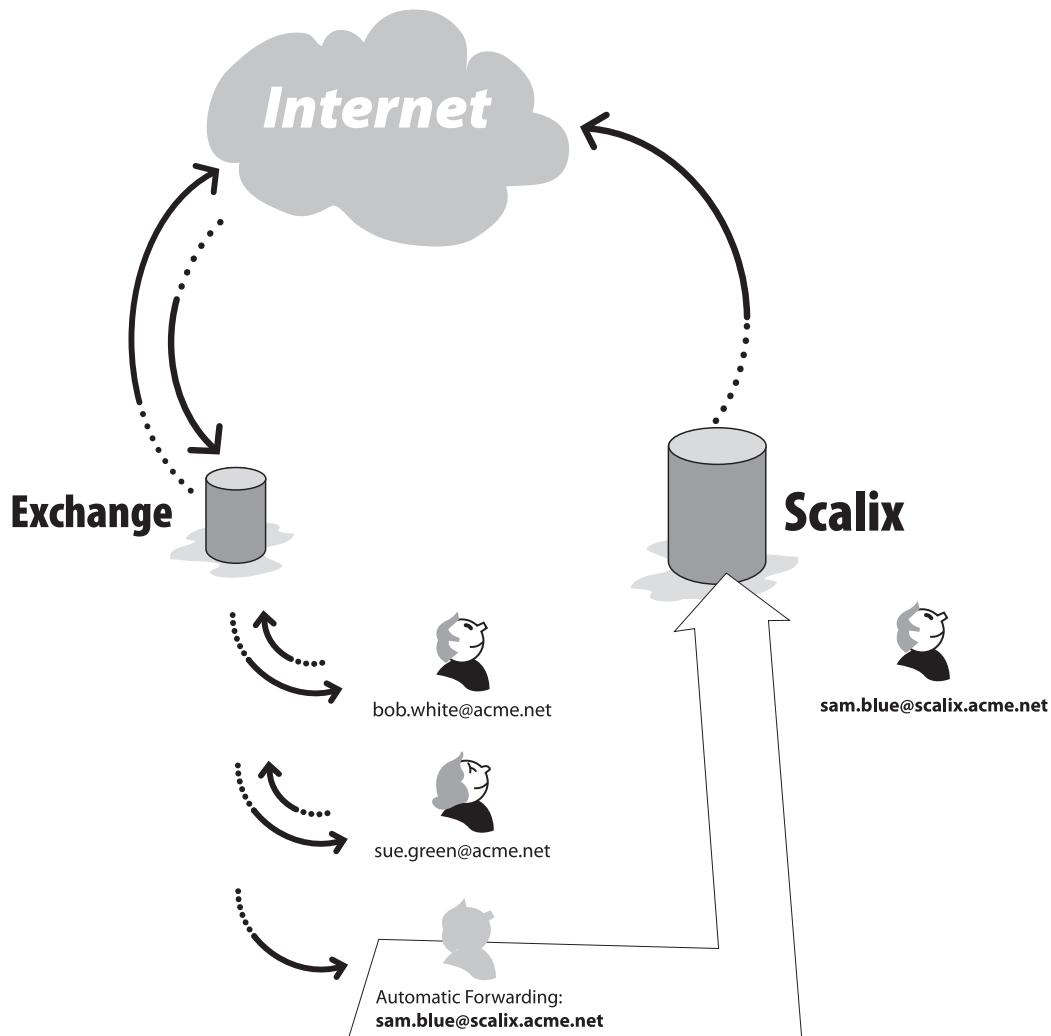 Internet
Exchange
Scalix
bob.white@acme.net
sam.blue@scalix.acme.net
sue.green@acme.net
Automatic Forwarding:
sam.blue@scalix.acme.net